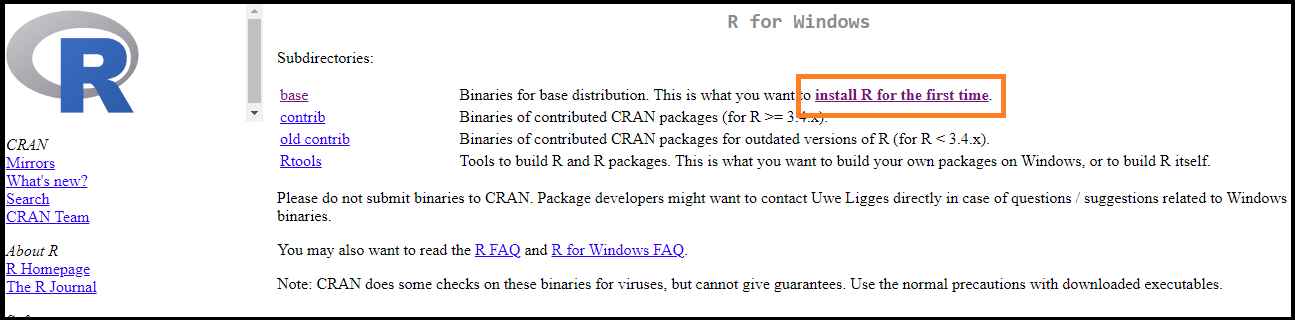 R
CRAN
Mirrors
What's new?
Search
CRAN Team
About R
R Homepage
The R Journal
R for Windows
Subdirectories:
base Binaries for base distribution. This is what you want to install R for the first time.
contrib Binaries of contributed CRAN packages (for R >= 3.4.x).
old contrib Binaries of contributed CRAN packages for outdated versions of R (for R < 3.4.x).
Rtools Tools to build R and R packages. This is what you want to build your own packages on Windows, or to build R itself.
Please do not submit binaries to CRAN. Package developers might want to contact Uwe Ligges directly in case of questions / suggestions related to Windows
binaries.
You may also want to read the R FAQ and R for Windows FAQ.
Note: CRAN does some checks on these binaries for viruses, but cannot give guarantees. Use the normal precautions with downloaded executables.